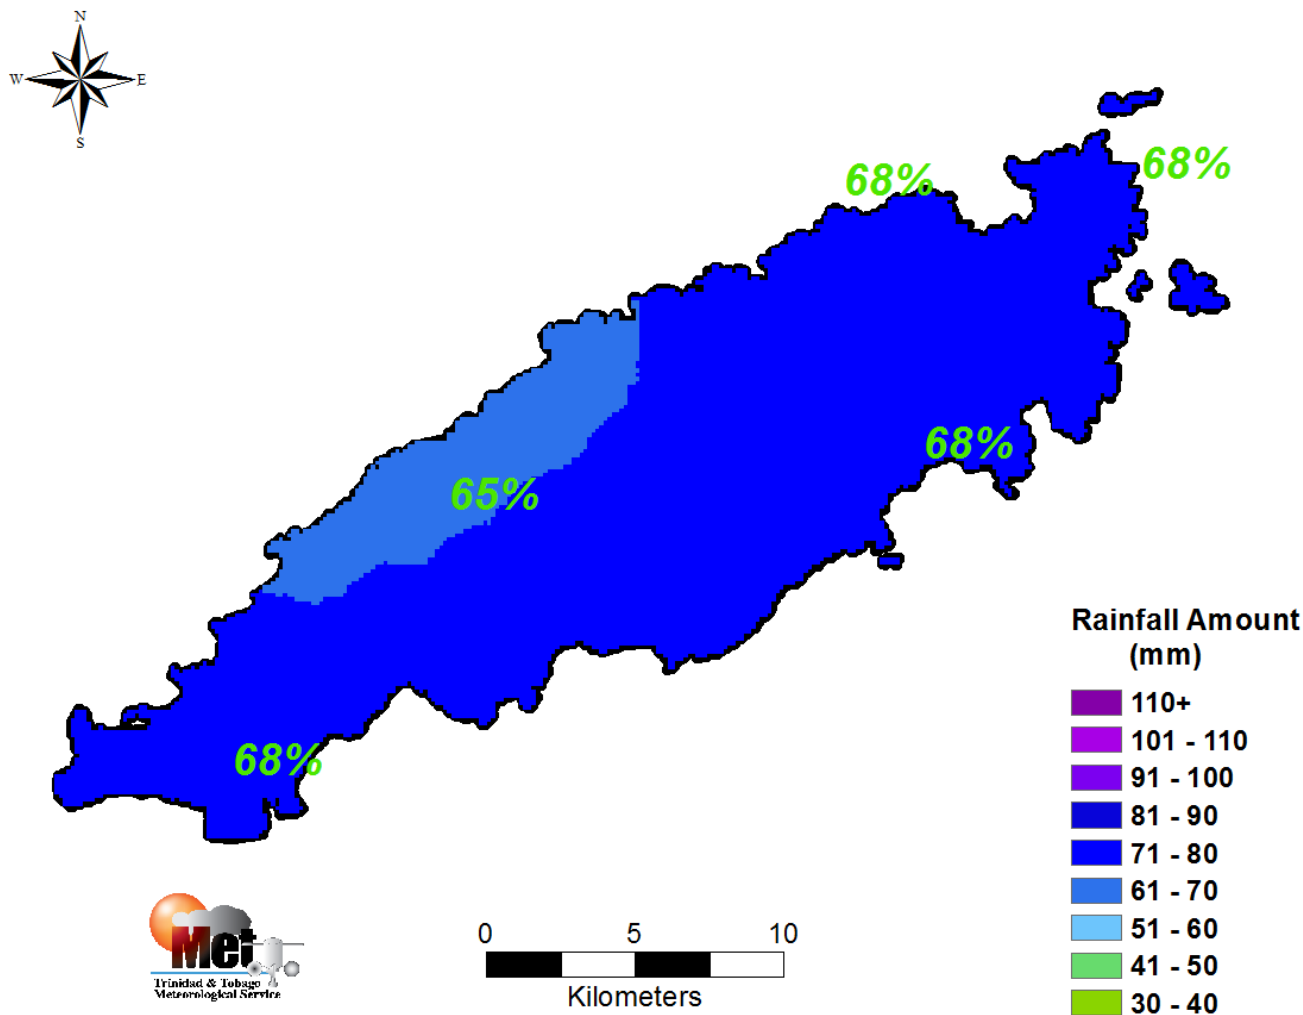 N
W E
S
68%
68%
68%
65%
68%
Rainfall Amount
(mm)
110+
101 - 110
91 - 100
81 - 90
71 - 80
61 - 70
51 - 60
41 - 50
30 - 40
Met
Trinidad & Tobago
Meteorological Service
0 5 10
Kilometers